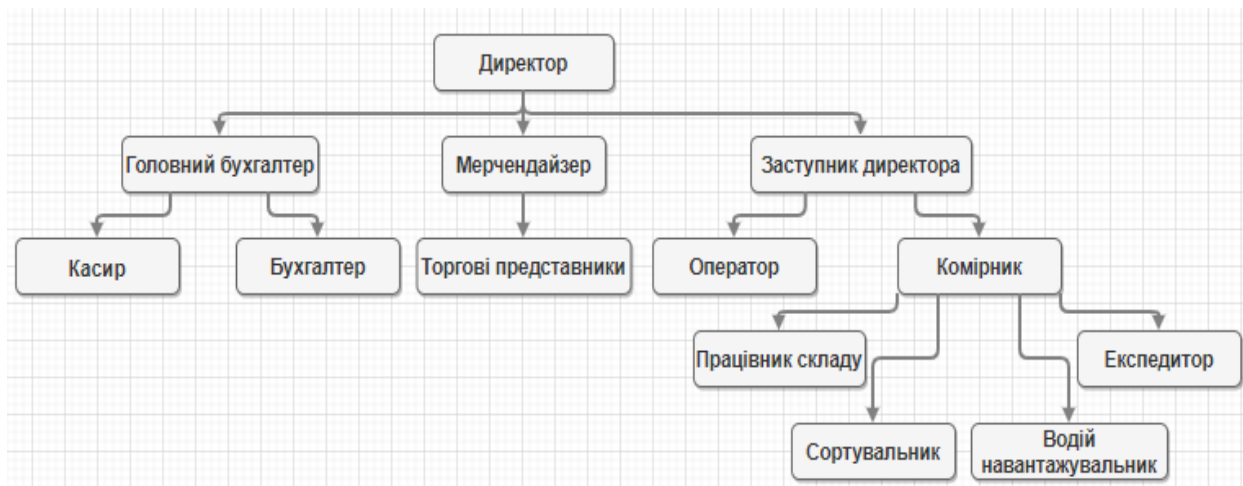 Директор
Головний бухгалтер
Мерчендайзер
Заступник директора
Касир
Бухгалтер
Торгові представники
Оператор
Комірник
Працівник складу
Експедитор
Сортувальник
Водій
навантажувальник